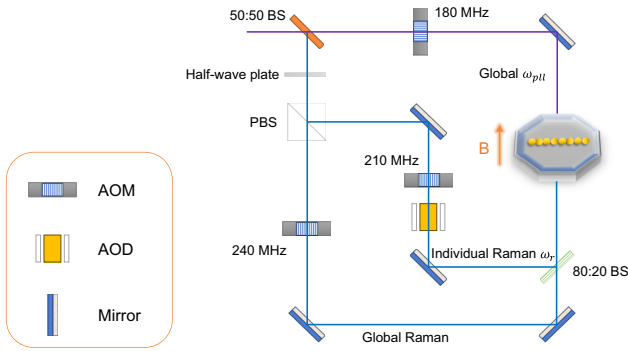 50:50 BS
180 MHz
Half-wave plate
Global ω_pll
PBS
B
210 MHz
AOM
240 MHz
AOD
Individual Raman ω_r
80:20 BS
Mirror
Global Raman